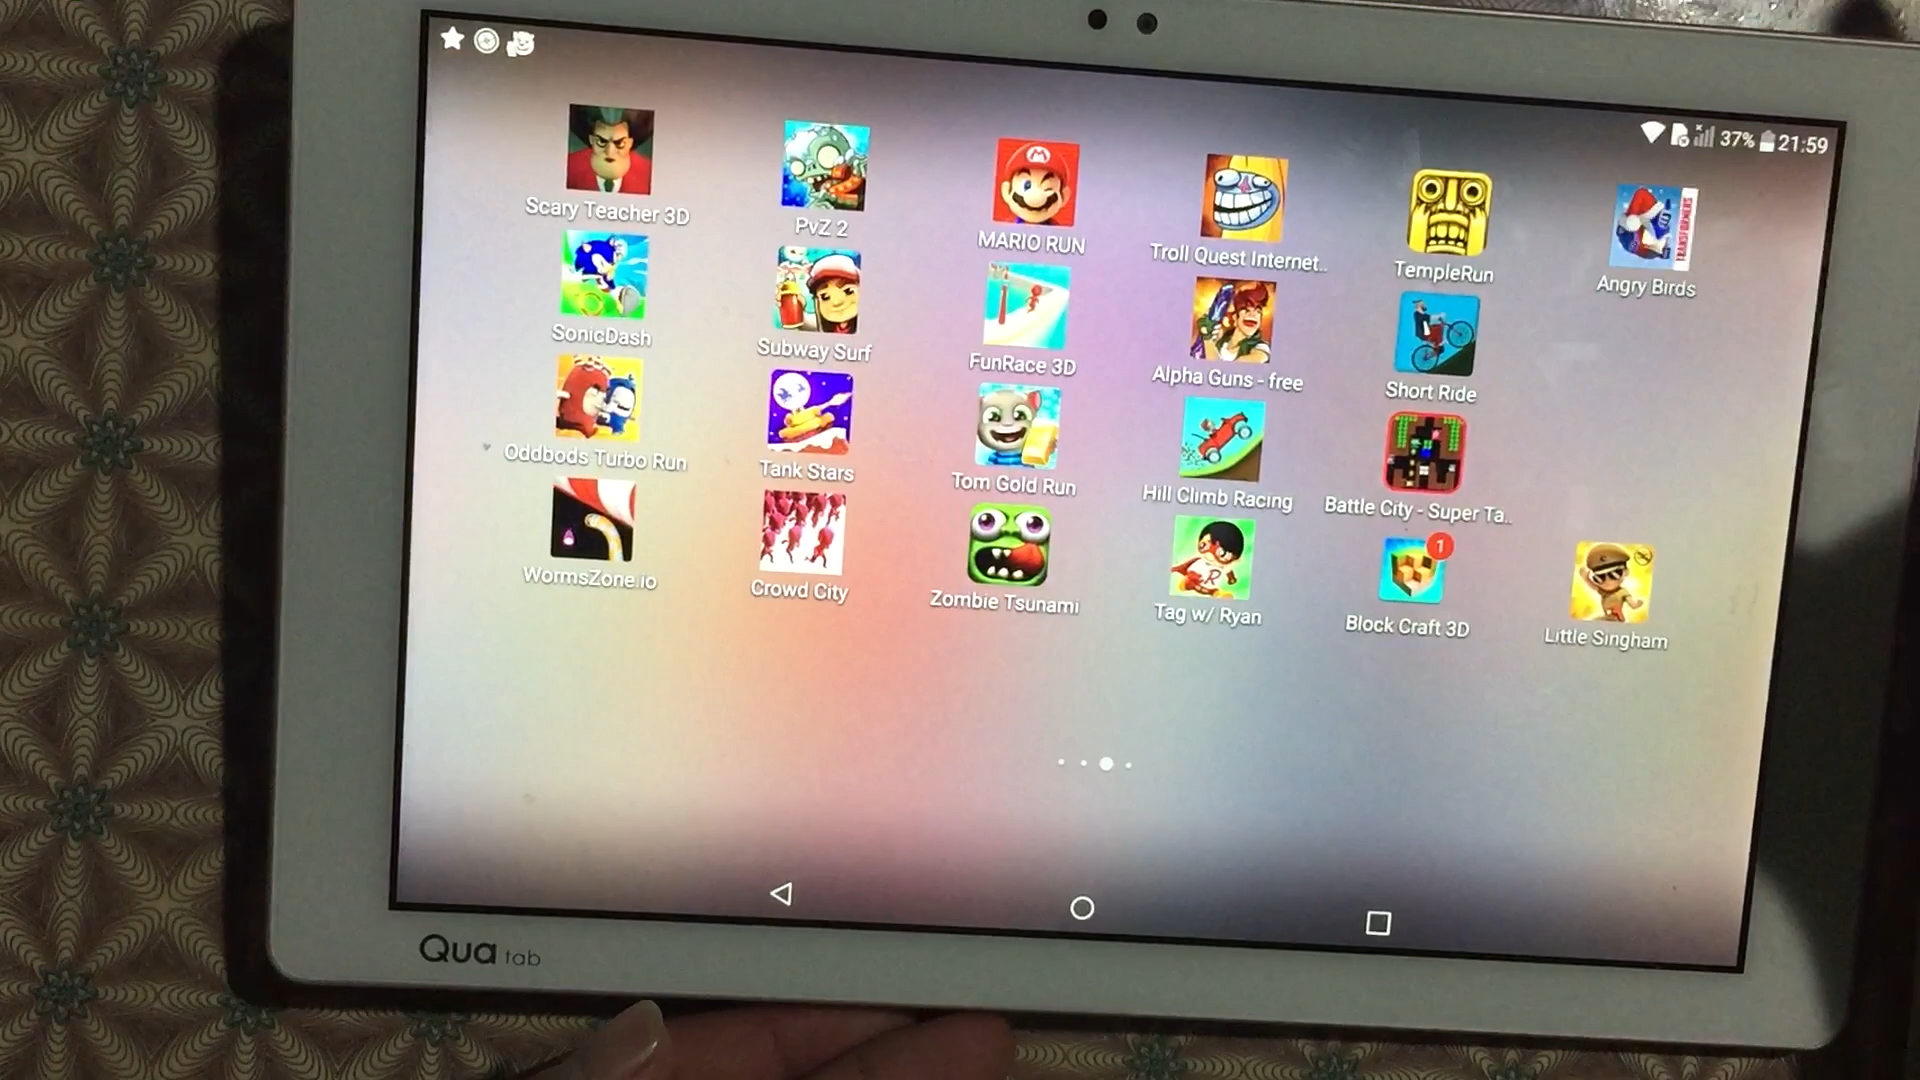 37% 21:59
Scary Teacher 3D
PvZ 2
MARIO RUN
Troll Quest Internet..
TempleRun
Angry Birds
TRANSFORMERS
SonicDash
Subway Surf
FunRace 3D
Alpha Guns - free
Short Ride
Oddbods Turbo Run
Tank Stars
Tom Gold Run
Hill Climb Racing
Battle City - Super Ta..
WormsZone.io
Crowd City
Zombie Tsunami
Tag w/ Ryan
Block Craft 3D
1
Little Singham
Qua tab